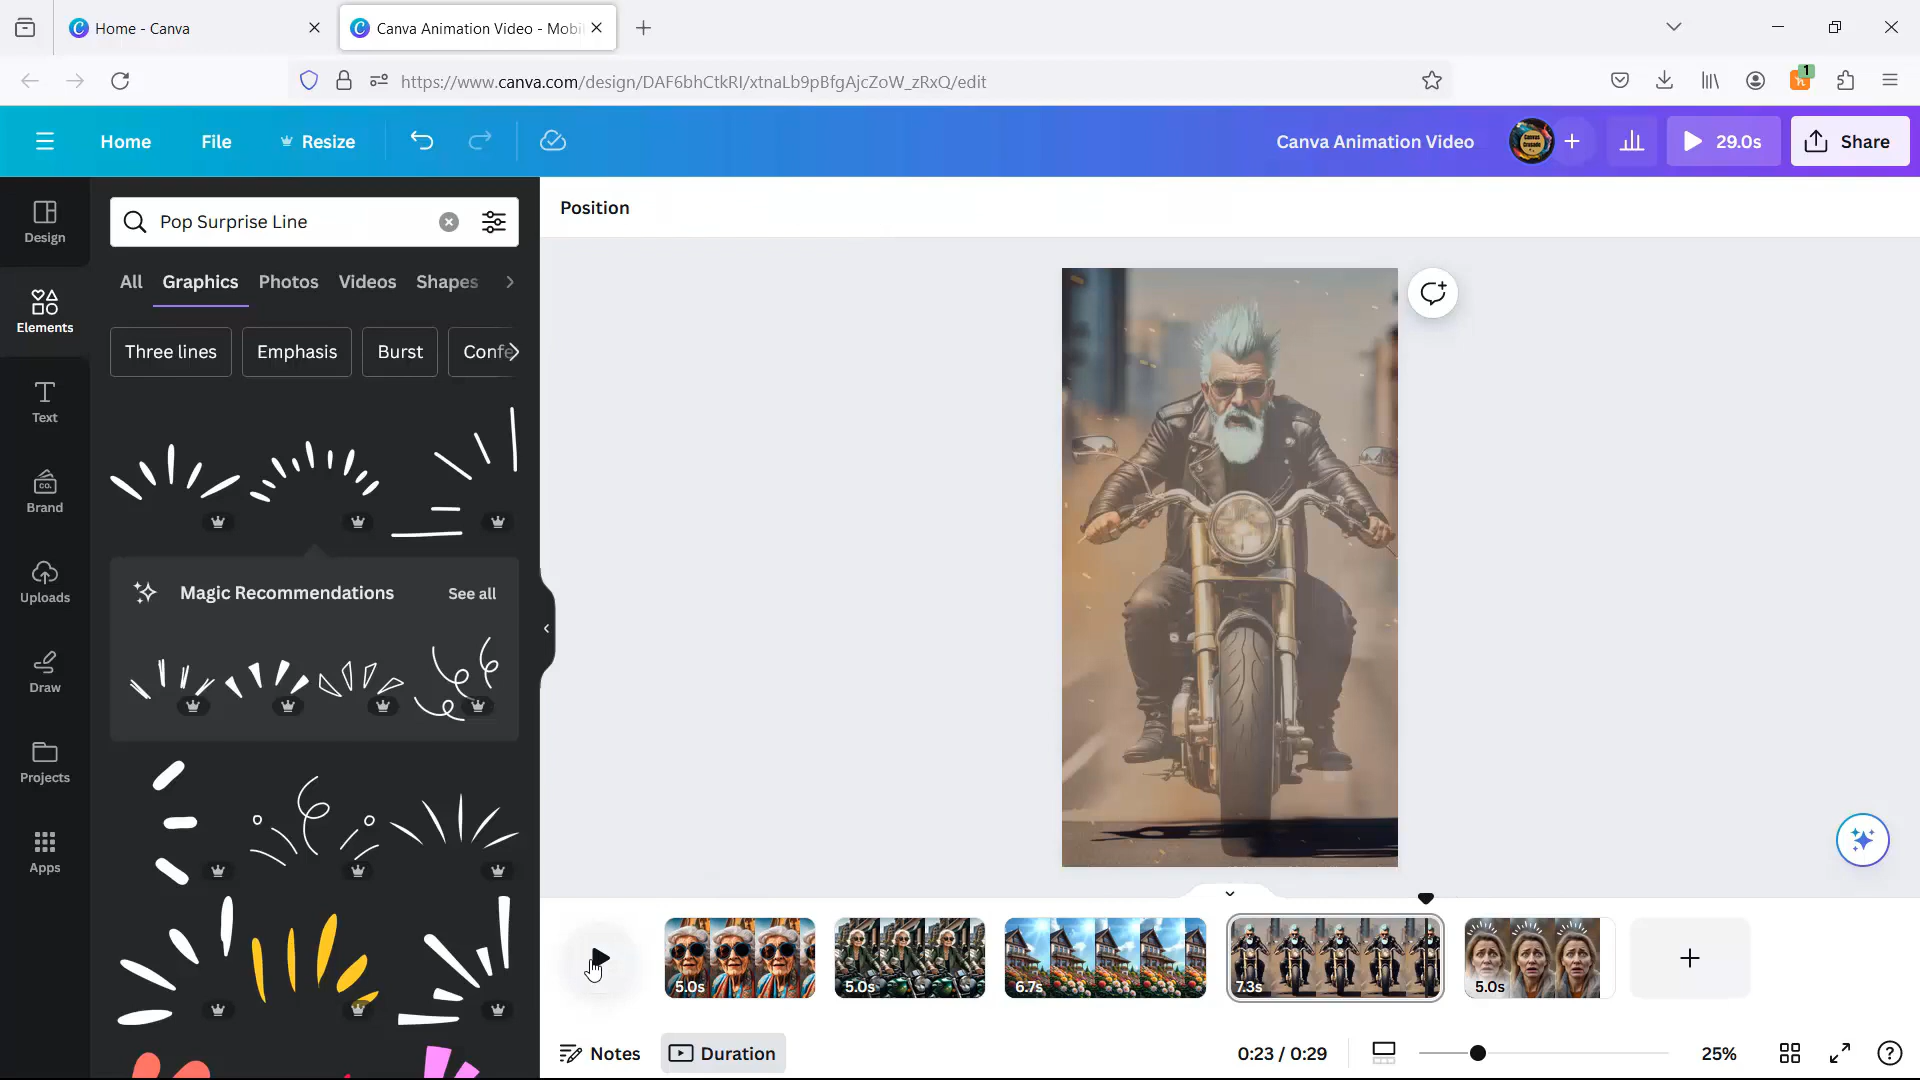 Home - Canva
Canva Animation Video - Mobi
https://www.canva.com/design/DAF6bhCtkRI/xtnaLb9pBfgAjcZoW_zRxQ/edit
1
Home
File
Resize
Canva Animation Video
29.0s
Share
Design
Elements
Text
Brand
CO.
Uploads
Draw
Projects
Apps
Pop Surprise Line
All
Graphics
Photos
Videos
Shapes
Three lines
Emphasis
Burst
Confe
Magic Recommendations
See all
Position
5.0s
5.0s
6.7s
7.3s
5.0s
Notes
Duration
0:23 / 0:29
25%